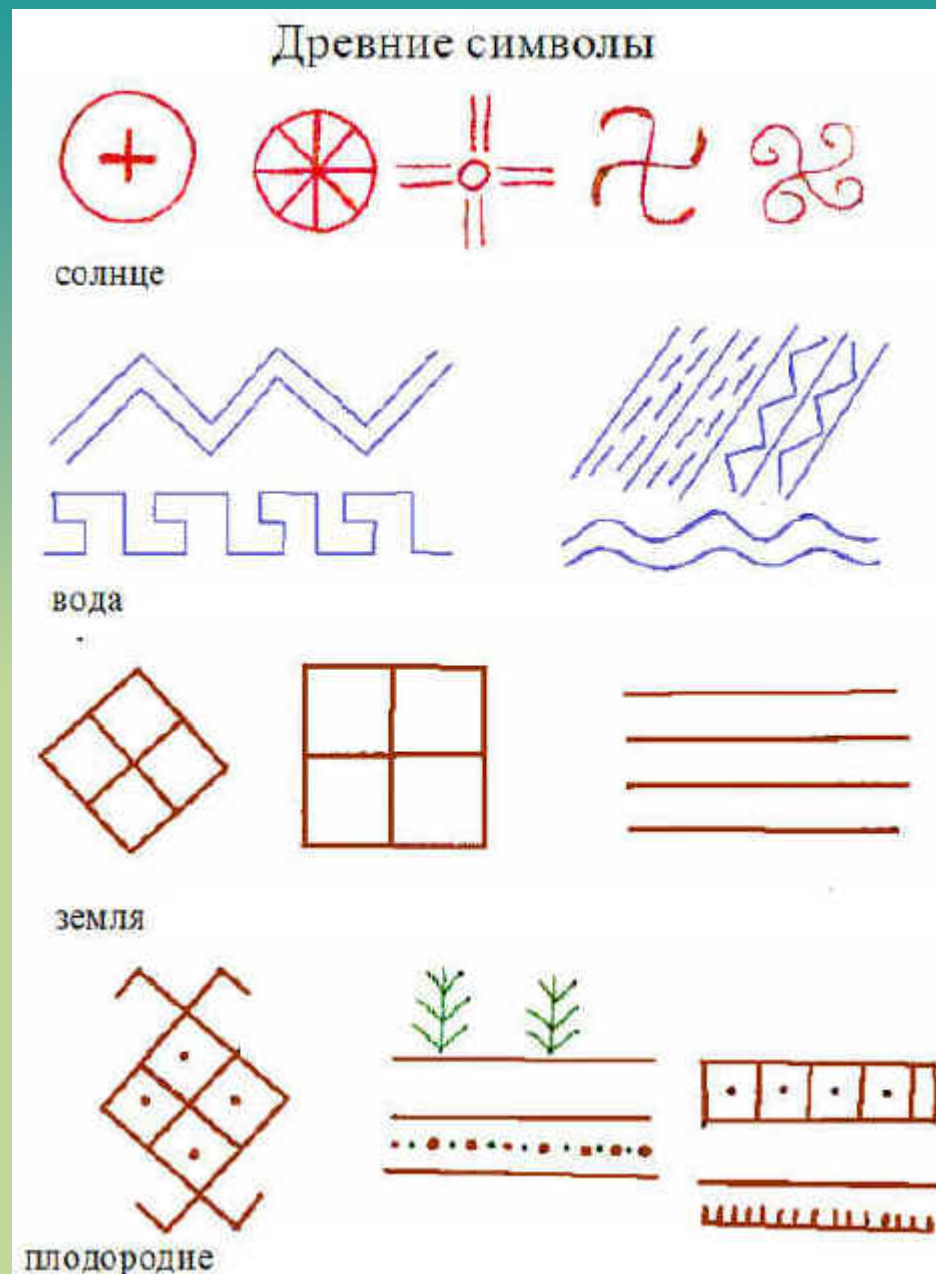 Древние символы
солнце
вода
земля
плодородие